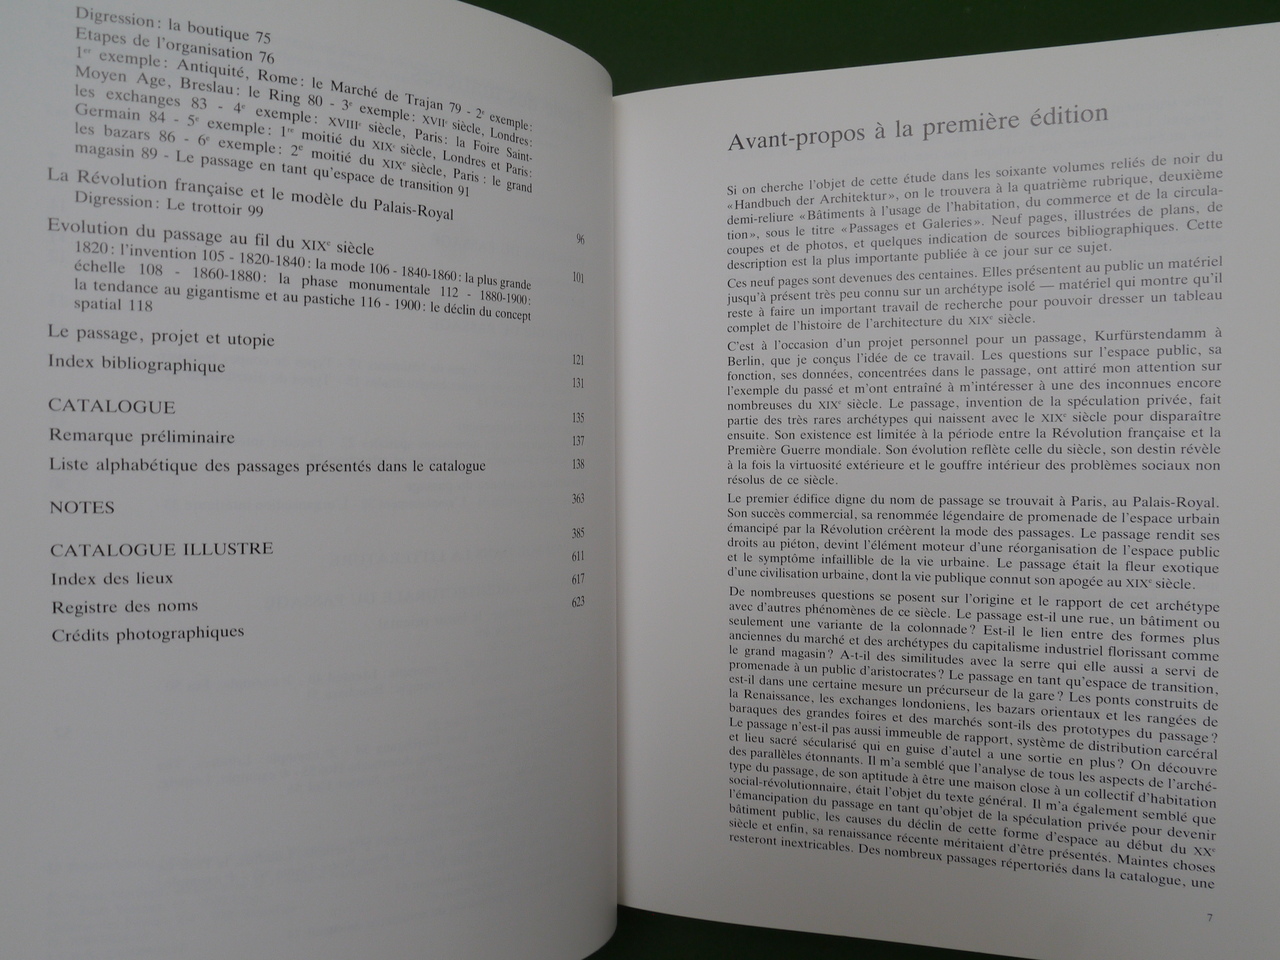 Digression: la boutique 75
Etapes de l'organisation 76
1er exemple: Antiquité, Rome: le Marché de Trajan 79 - 2e exemple:
Moyen Age, Breslau: le Ring 80 - 3e exemple: XVIIe siècle, Londres:
les exchanges 83 - 4e exemple: XVIIIe siècle, Paris: la Foire Saint-
Germain 84 - 5e exemple: 1re moitié du XIXe siècle, Londres et Paris:
les bazars 86 - 6e exemple: 2e moitié du XIXe siècle, Paris : le grand
magasin 89 - Le passage en tant qu'espace de transition 91
La Révolution française et le modèle du Palais-Royal 96
Digression: Le trottoir 99
Evolution du passage au fil du XIXe siècle 101
1820: l'invention 105 - 1820-1840: la mode 106 - 1840-1860: la plus grande
échelle 108 - 1860-1880: la phase monumentale 112 - 1880-1900:
la tendance au gigantisme et au pastiche 116 - 1900: le déclin du concept
spatial 118
Le passage, projet et utopie 121
Index bibliographique 131
CATALOGUE 135
Remarque préliminaire 137
Liste alphabétique des passages présentés dans le catalogue 138
NOTES 363
CATALOGUE ILLUSTRE 385
Index des lieux 611
Registre des noms 617
Crédits photographiques 623
Avant-propos à la première édition
Si on cherche l'objet de cette étude dans les soixante volumes reliés de noir du
«Handbuch der Architektur», on le trouvera à la quatrième rubrique, deuxième
demi-reliure «Bâtiments à l'usage de l'habitation, du commerce et de la circula-
tion», sous le titre «Passages et Galeries». Neuf pages, illustrées de plans, de
coupes et de photos, et quelques indication de sources bibliographiques. Cette
description est la plus importante publiée à ce jour sur ce sujet.
Ces neuf pages sont devenues des centaines. Elles présentent au public un matériel
jusqu'à présent très peu connu sur un archétype isolé — matériel qui montre qu'il
reste à faire un important travail de recherche pour pouvoir dresser un tableau
complet de l'histoire de l'architecture du XIXe siècle.
C'est à l'occasion d'un projet personnel pour un passage, Kurfürstendamm à
Berlin, que je conçus l'idée de ce travail. Les questions sur l'espace public, sa
fonction, ses données, concentrées dans le passage, ont attiré mon attention sur
l'exemple du passé et m'ont entraîné à m'intéresser à une des inconnues encore
nombreuses du XIXe siècle. Le passage, invention de la spéculation privée, fait
partie des très rares archétypes qui naissent avec le XIXe siècle pour disparaître
ensuite. Son existence est limitée à la période entre la Révolution française et la
Première Guerre mondiale. Son évolution reflète celle du siècle, son destin révèle
à la fois la virtuosité extérieure et le gouffre intérieur des problèmes sociaux non
résolus de ce siècle.
Le premier édifice digne du nom de passage se trouvait à Paris, au Palais-Royal.
Son succès commercial, sa renommée légendaire de promenade de l'espace urbain
émancipé par la Révolution créèrent la mode des passages. Le passage rendit ses
droits au piéton, devint l'élément moteur d'une réorganisation de l'espace public
et le symptôme infaillible de la vie urbaine. Le passage était la fleur exotique
d'une civilisation urbaine, dont la vie publique connut son apogée au XIXe siècle.
De nombreuses questions se posent sur l'origine et le rapport de cet archétype
avec d'autres phénomènes de ce siècle. Le passage est-il une rue, un bâtiment ou
seulement une variante de la colonnade? Est-il le lien entre des formes plus
anciennes du marché et des archétypes du capitalisme industriel florissant comme
le grand magasin? A-t-il des similitudes avec la serre qui elle aussi a servi de
promenade à un public d'aristocrates? Le passage en tant qu'espace de transition,
est-il dans une certaine mesure un précurseur de la gare? Les ponts construits de
la Renaissance, les exchanges londoniens, les bazars orientaux et les rangées de
baraques des grandes foires et des marchés sont-ils des prototypes du passage?
Le passage n'est-il pas aussi immeuble de rapport, système de distribution carcéral
et lieu sacré sécularisé qui en guise d'autel a une sortie en plus? On découvre
des parallèles étonnants. Il m'a semblé que l'analyse de tous les aspects de l'arché-
type du passage, de son aptitude à être une maison close à un collectif d'habitation
social-révolutionnaire, était l'objet du texte général. Il m'a également semblé que
l'émancipation du passage en tant qu'objet de la spéculation privée pour devenir
bâtiment public, les causes du déclin de cette forme d'espace au début du XXe
siècle et enfin, sa renaissance récente méritaient d'être présentés. Maintes choses
resteront inextricables. Des nombreux passages répertoriés dans la catalogue, une
7